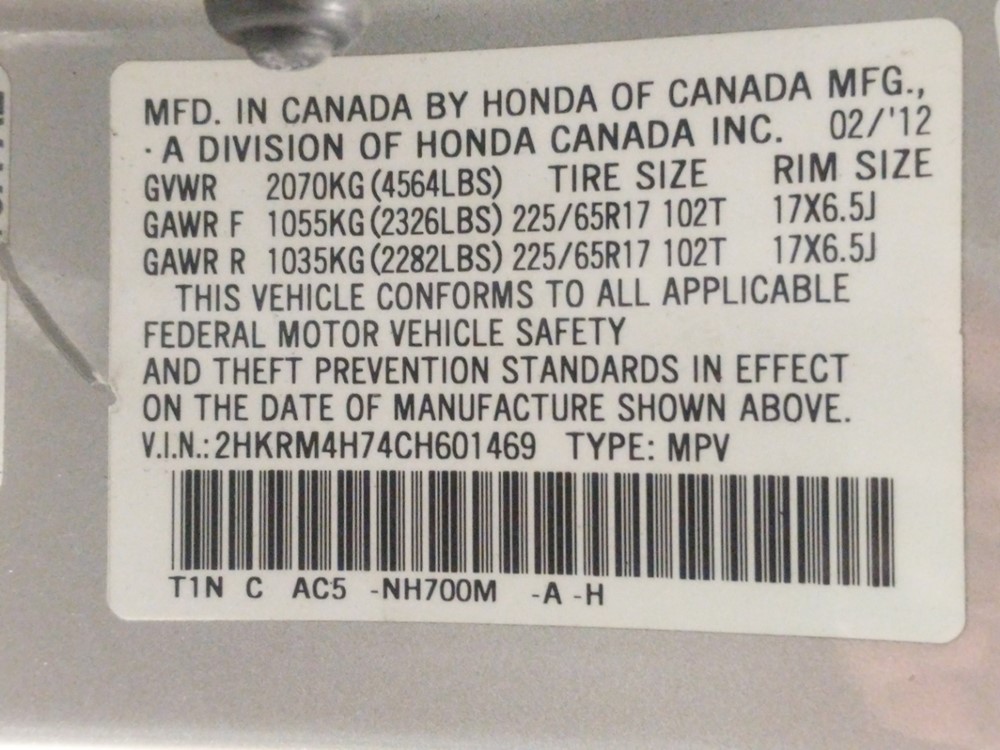 MFD. IN CANADA BY HONDA OF CANADA MFG.,
· A DIVISION OF HONDA CANADA INC. 02/'12
GVWR 2070KG (4564LBS) TIRE SIZE RIM SIZE
GAWR F 1055KG (2326LBS) 225/65R17 102T 17X6.5J
GAWR R 1035KG (2282LBS) 225/65R17 102T 17X6.5J
THIS VEHICLE CONFORMS TO ALL APPLICABLE
FEDERAL MOTOR VEHICLE SAFETY
AND THEFT PREVENTION STANDARDS IN EFFECT
ON THE DATE OF MANUFACTURE SHOWN ABOVE.
V.I.N.: 2HKRM4H74CH601469 TYPE: MPV
T1N C AC5 -NH700M -A -H